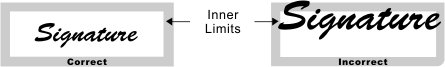 Signature
Correct
Inner
Limits
Signature
Incorrect